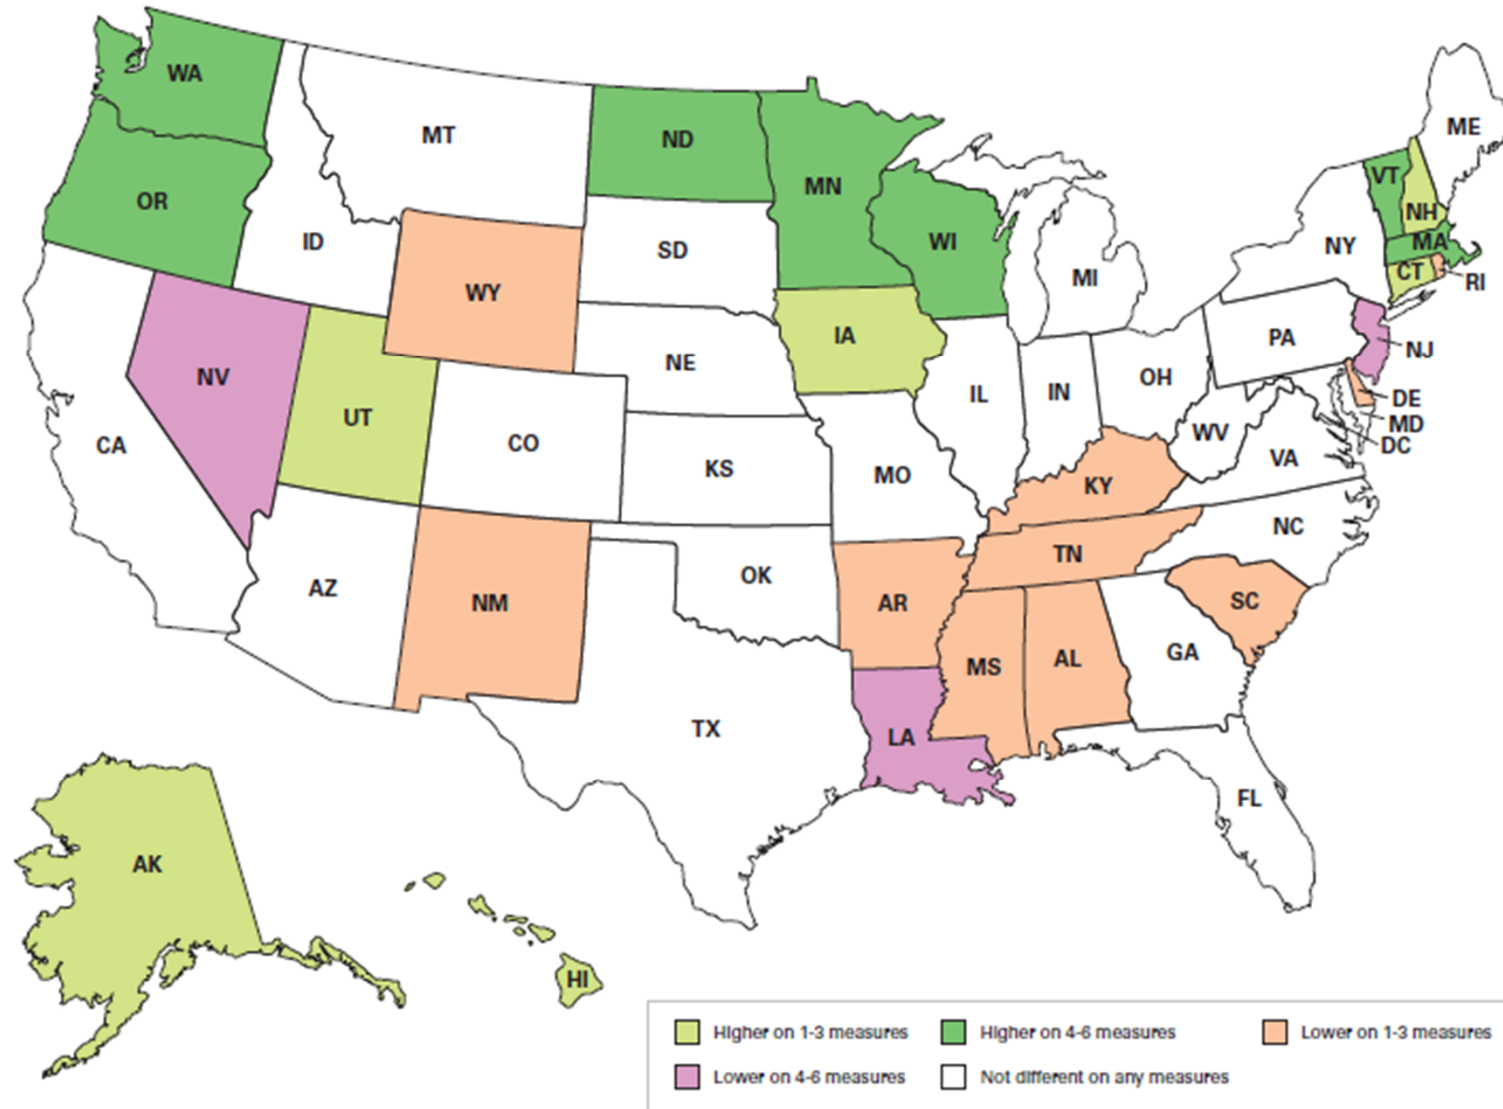 WA
MT
ND
ME
OR
MN
VT
NH
ID
SD
WI
MI
NY
MA
CT
RI
WY
NV
UT
CO
NE
IA
IL
IN
OH
PA
NJ
DE
MD
DC
CA
KS
MO
KY
WV
VA
NC
AZ
NM
OK
AR
TN
SC
TX
LA
MS
AL
GA
FL
AK
HI
Higher on 1-3 measures
Higher on 4-6 measures
Lower on 1-3 measures
Lower on 4-6 measures
Not different on any measures